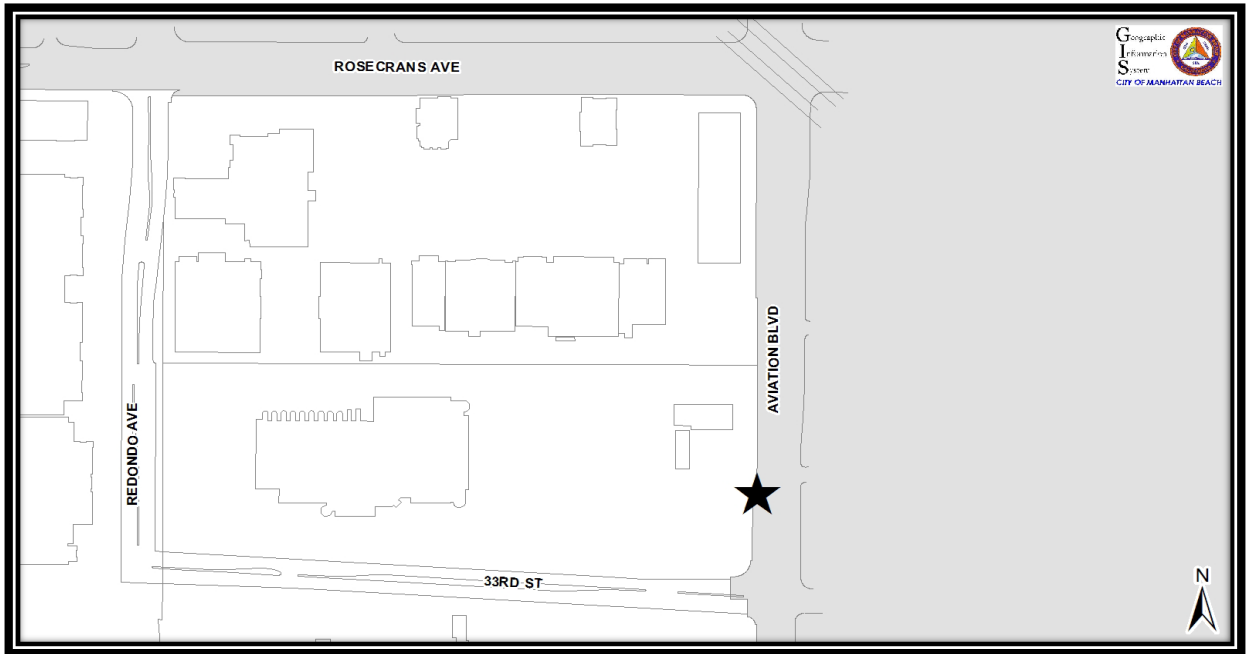 ROSECRANS AVE
Geographic
Information
System
CITY OF MANHATTAN BEACH
AVIATION BLVD
REDONDO AVE
33RD ST
N